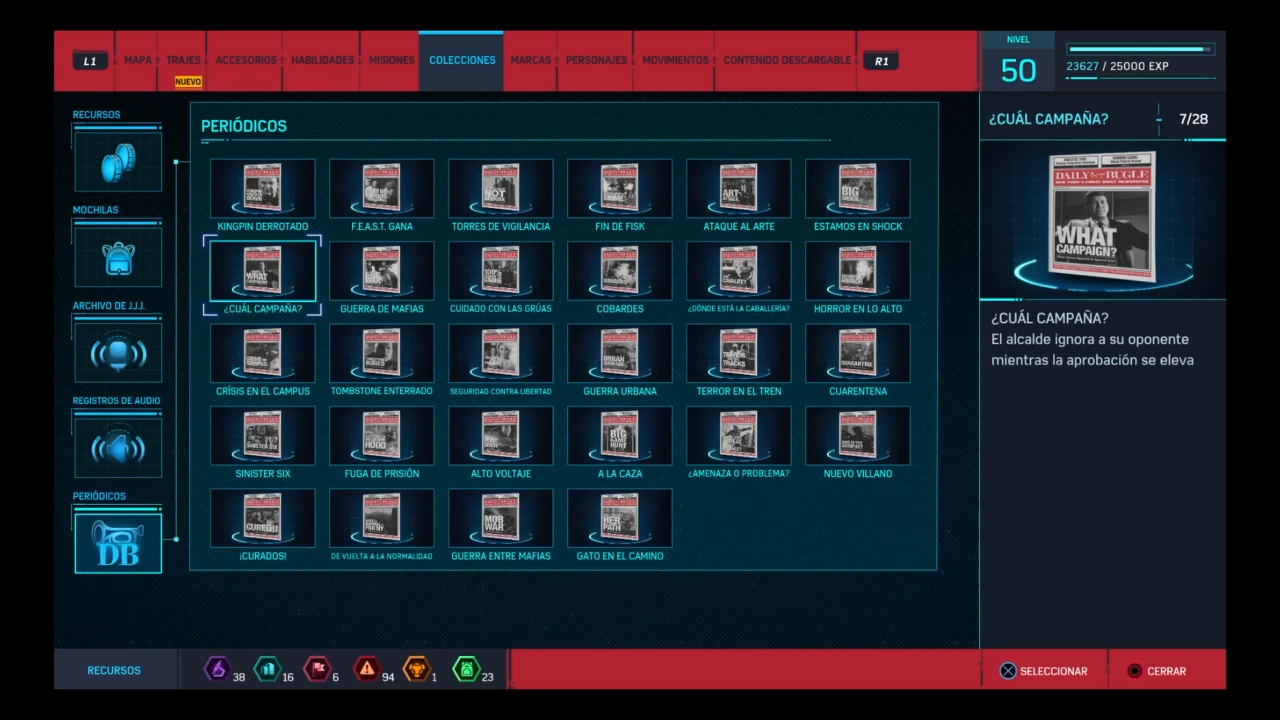 L1
MAPA
TRAJES
NUEVO
ACCESORIOS
HABILIDADES
MISIONES
COLECCIONES
MARCAS
PERSONAJES
MOVIMIENTOS
CONTENIDO DESCARGABLE
R1
NIVEL
50
23627 / 25000 EXP
RECURSOS
MOCHILAS
ARCHIVO DE J.J.J.
REGISTROS DE AUDIO
PERIÓDICOS
DB
PERIÓDICOS
KINGPIN DERROTADO
F.E.A.S.T. GANA
TORRES DE VIGILANCIA
FIN DE FISK
ATAQUE AL ARTE
ESTAMOS EN SHOCK
¿CUÁL CAMPAÑA?
GUERRA DE MAFIAS
CUIDADO CON LAS GRÚAS
COBARDES
¿DÓNDE ESTÁ LA CABALLERÍA?
HORROR EN LO ALTO
CRÍSIS EN EL CAMPUS
TOMBSTONE ENTERRADO
SEGURIDAD CONTRA LIBERTAD
GUERRA URBANA
TERROR EN EL TREN
CUARENTENA
SINISTER SIX
FUGA DE PRISIÓN
ALTO VOLTAJE
A LA CAZA
¿AMENAZA O PROBLEMA?
NUEVO VILLANO
¡CURADOS!
DE VUELTA A LA NORMALIDAD
GUERRA ENTRE MAFIAS
GATO EN EL CAMINO
¿CUÁL CAMPAÑA?
7/28
DAILY BUGLE
WHAT
CAMPAIGN?
¿CUÁL CAMPAÑA?
El alcalde ignora a su oponente
mientras la aprobación se eleva
RECURSOS
38
16
6
94
1
23
SELECCIONAR
CERRAR